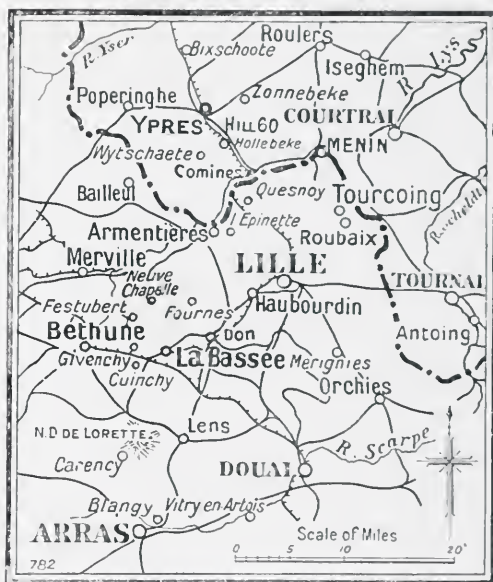 Roulers
R. Yser
Bixschoote
Iseghem
R. Lys
Poperinghe
Zonnebeke
COURTRAI
YPRES
HILL 60
Hollebeke
MENIN
Wytschaete
Comines
Bailleul
Quesnoy
Tourcoing
R. Scheldt
Armentières
Epinette
Roubaix
Merville
LILLE
Neuve
Chapelle
TOURNAI
Festubert
Fournes
Haubourdin
Béthune
DON
Antoing
Givenchy
LA BASSÉE
Mérignies
Cuinchy
Orchies
N.D. DE LORETTE
Lens
Carency
DOUAI
R. Scarpe
Blangy
Vitry en Artois
ARRAS
Scale of Miles
782
0 5 10 20